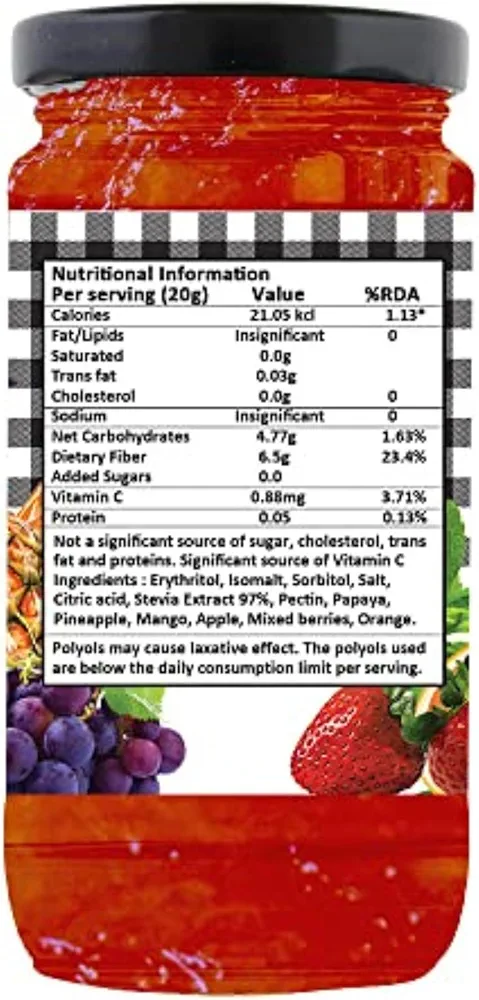 Nutritional Information
Per serving (20g) Value %RDA
Calories 21.05 kcl 1.13*
Fat/Lipids Insignificant 0
Saturated 0.0g
Trans fat 0.03g
Cholesterol 0.0g 0
Sodium Insignificant 0
Net Carbohydrates 4.77g 1.63%
Dietary Fiber 6.5g 23.4%
Added Sugars 0.0
Vitamin C 0.88mg 3.71%
Protein 0.05 0.13%
Not a significant source of sugar, cholesterol, trans
fat and proteins. Significant source of Vitamin C
Ingredients : Erythritol, Isomalt, Sorbitol, Salt,
Citric acid, Stevia Extract 97%, Pectin, Papaya,
Pineapple, Mango, Apple, Mixed berries, Orange.
Polyols may cause laxative effect. The polyols used
are below the daily consumption limit per serving.